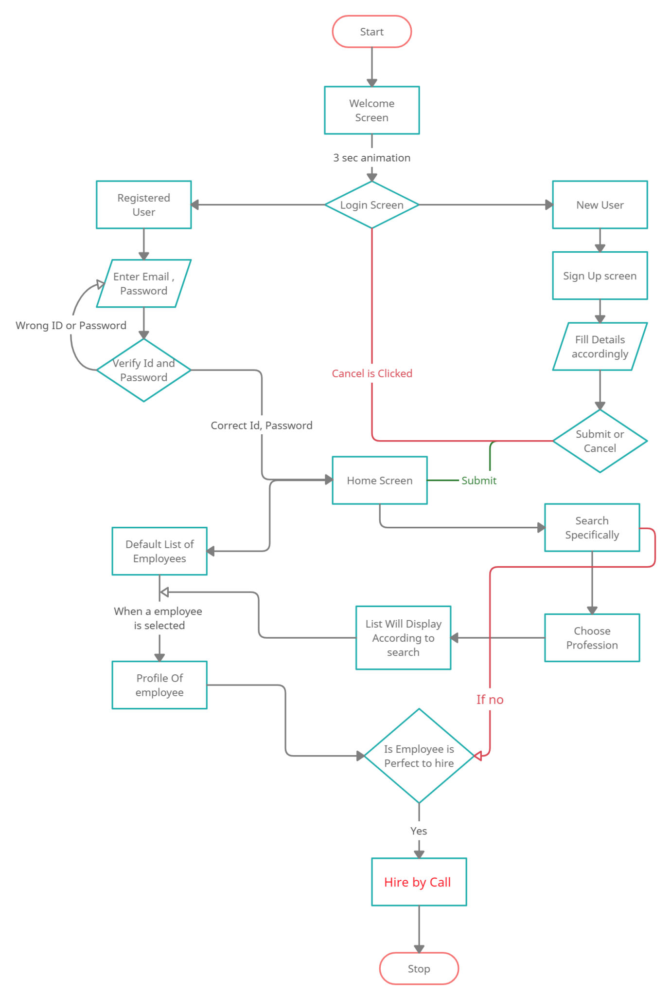 Start
Welcome
Screen
3 sec animation
Registered
User
Login Screen
New User
Enter Email ,
Password
Sign Up screen
Wrong ID or Password
Fill Details
accordingly
Verify Id and
Password
Cancel is Clicked
Correct Id, Password
Submit or
Cancel
Home Screen
Submit
Search
Specifically
Default List of
Employees
When a employee
is selected
List Will Display
According to
search
Choose
Profession
Profile Of
employee
If no
Is Employee is
Perfect to hire
Yes
Hire by Call
Stop